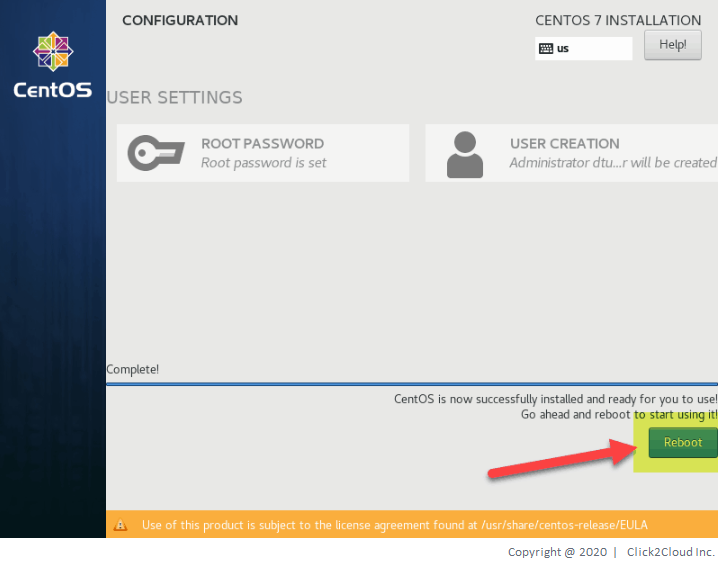 CONFIGURATION
CENTOS 7 INSTALLATION
us
Help!
CentOS
USER SETTINGS
ROOT PASSWORD
Root password is set
USER CREATION
Administrator dtu...r will be created
Complete!
CentOS is now successfully installed and ready for you to use!
Go ahead and reboot to start using it!
Reboot
Use of this product is subject to the license agreement found at /usr/share/centos-release/EULA
Copyright @ 2020 | Click2Cloud Inc.